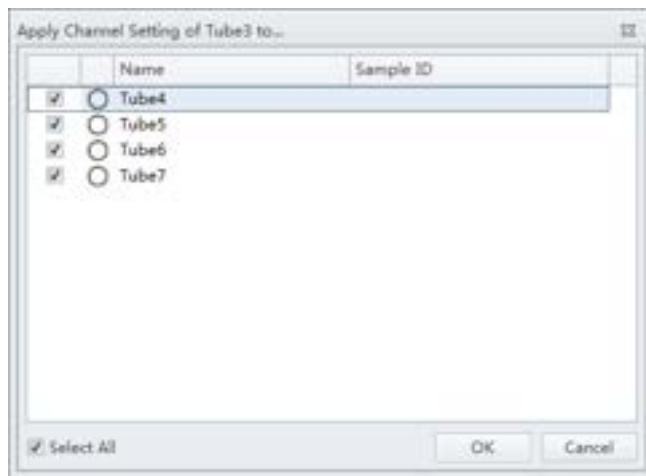 Apply Channel Setting of Tube3 to...
Name Sample ID
Tube4
Tube5
Tube6
Tube7
Select All OK Cancel